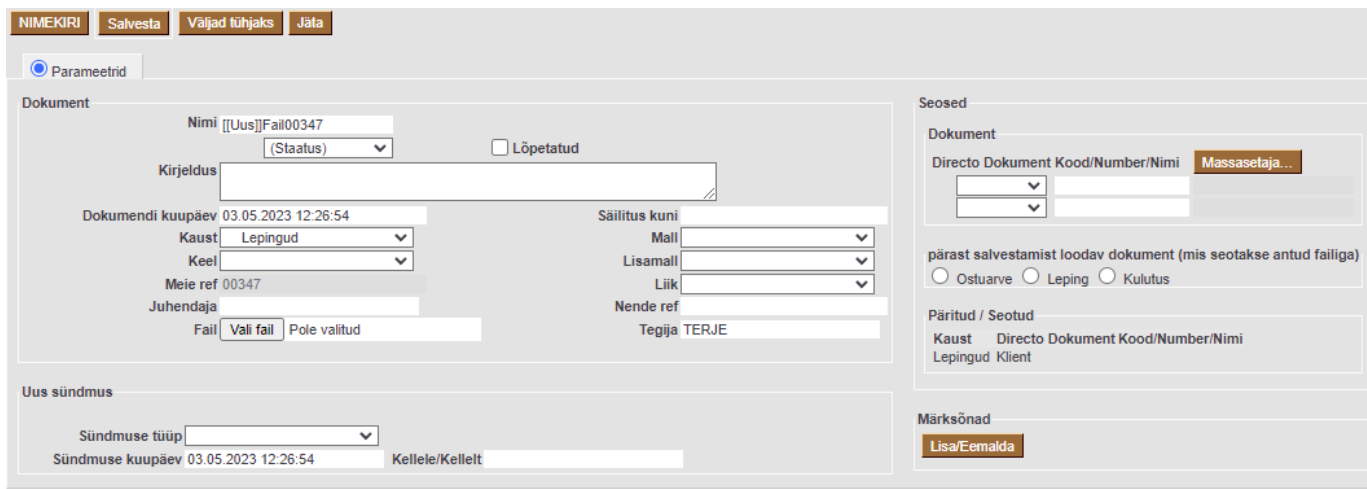 NIMEKIRI Salvesta Väljad tühjaks Jäta
Parameetrid
Dokument
Nimi [[Uus]]Fail00347
(Staatus) Lõpetatud
Kirjeldus
Dokumendi kuupäev 03.05.2023 12:26:54 Säilitus kuni
Kaust Lepingud Mall
Keel Lisamall
Meie ref 00347 Liik
Juhendaja Nende ref
Fail Vali fail Pole valitud Tegija TERJE
Uus sündmus
Sündmuse tüüp
Sündmuse kuupäev 03.05.2023 12:26:54 Kellele/Kellelt
Seosed
Dokument
Directo Dokument Kood/Number/Nimi Massasetaja...
pärast salvestamist loodav dokument (mis seotakse antud failiga)
Ostuarve Leping Kulutus
Päritud / Seotud
Kaust Directo Dokument Kood/Number/Nimi
Lepingud Klient
Märksõnad
Lisa/Eemalda